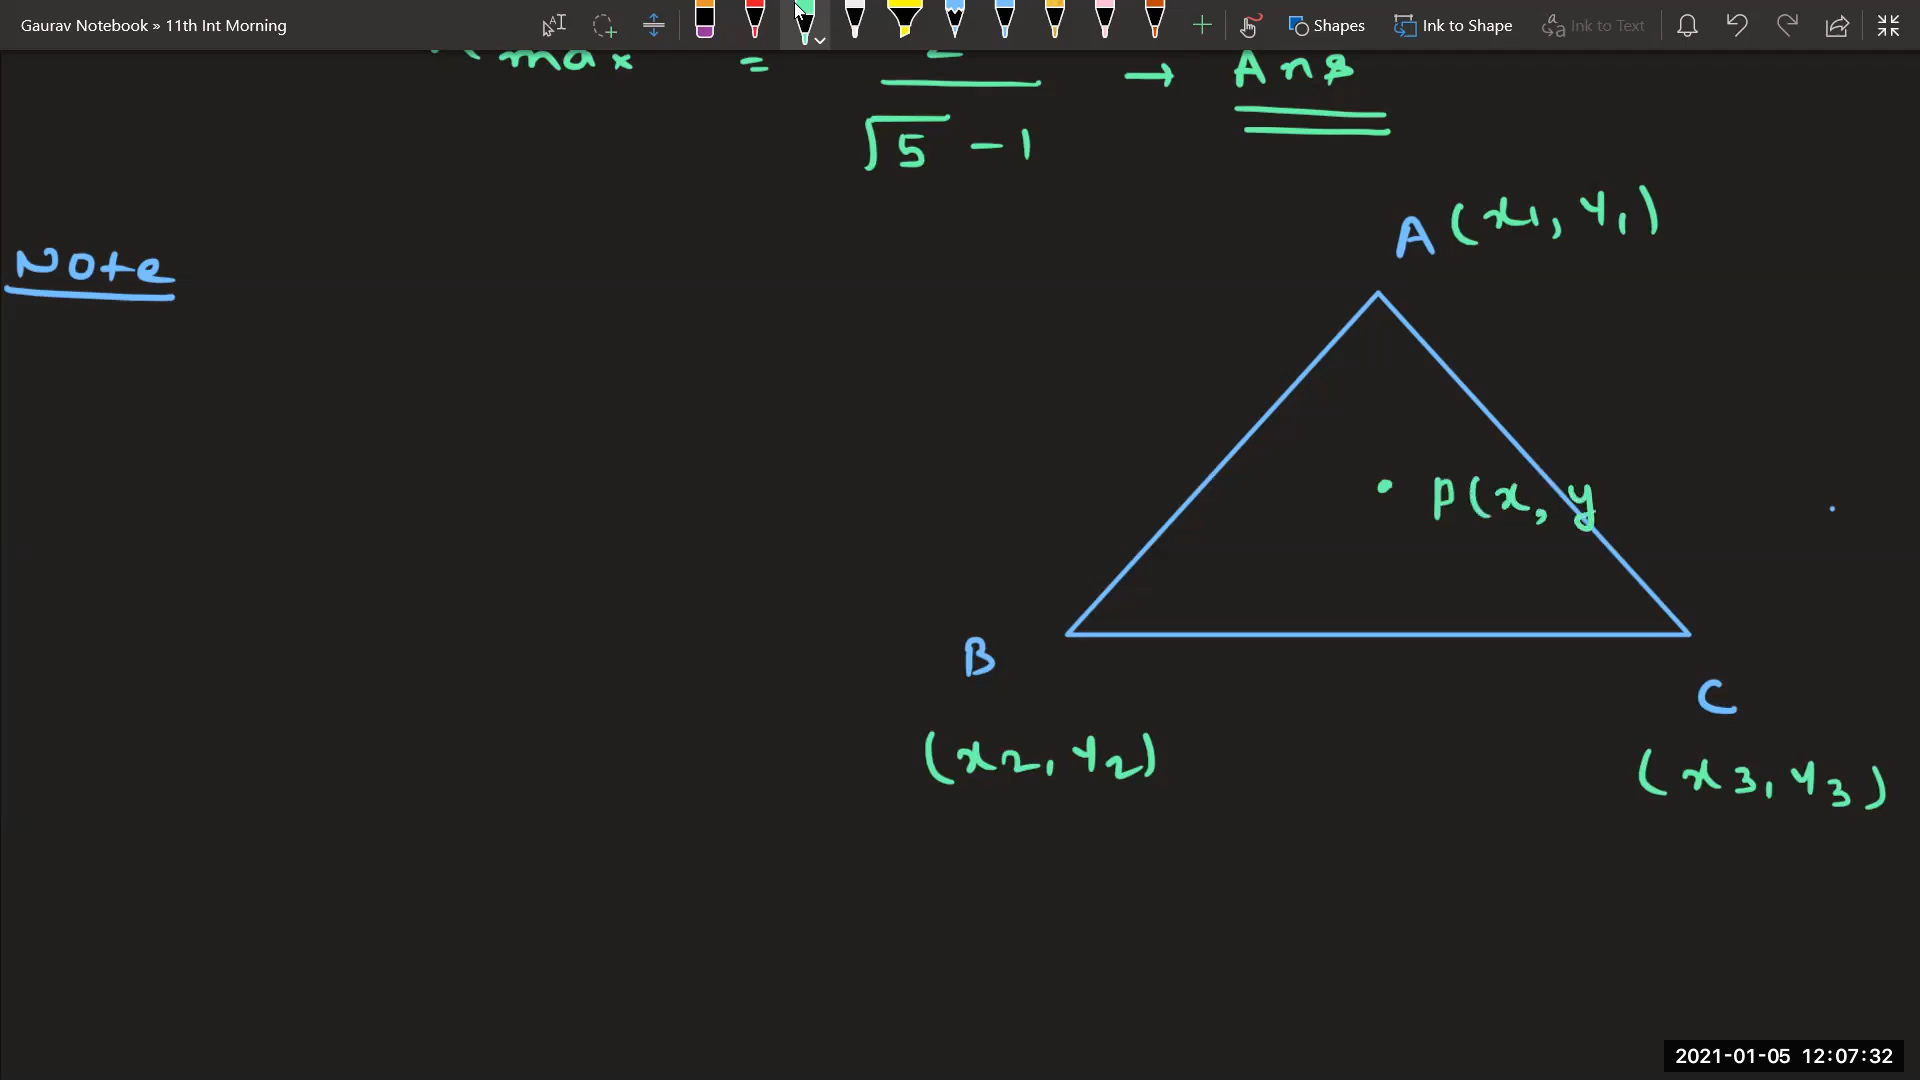 Gaurav Notebook » 11th Int Morning
Shapes
Ink to Shape
Ink to Text
max = / √5 - 1 → Ans
Note
A (x1, y1)
P(x, y
B
C
(x2, y2)
(x3, y3)
2021-01-05 12:07:32